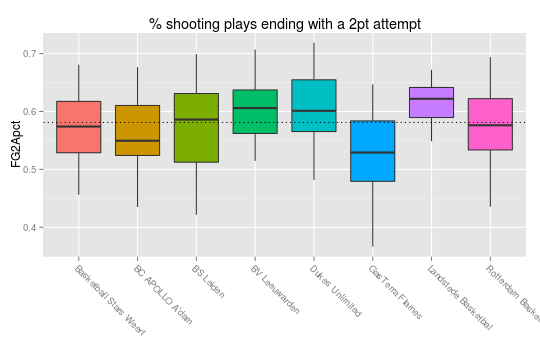 % shooting plays ending with a 2pt attempt
FG2Apct
0.7
0.6
0.5
0.4
Basketball Stars Weert
BC APOLLO A'dam
BS Leiden
BV Leeuwarden
Dukes Unlimited
GasTerra Flames
Landstede Basketbal
Rotterdam Baske